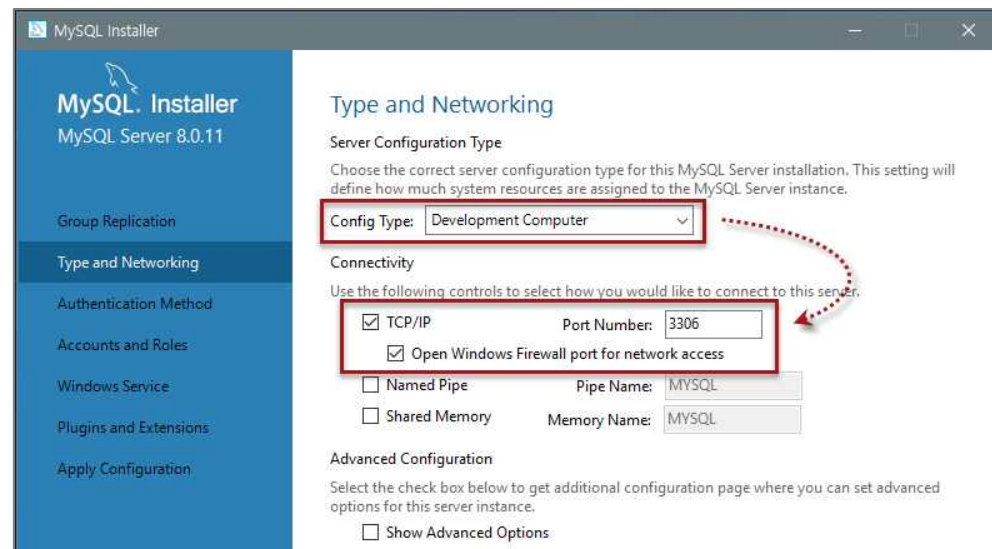 MySQL Installer
MySQL. Installer
MySQL Server 8.0.11
Group Replication
Type and Networking
Authentication Method
Accounts and Roles
Windows Service
Plugins and Extensions
Apply Configuration
Type and Networking
Server Configuration Type
Choose the correct server configuration type for this MySQL Server installation. This setting will
define how much system resources are assigned to the MySQL Server instance.
Config Type: Development Computer
Connectivity
Use the following controls to select how you would like to connect to this server.
TCP/IP Port Number: 3306
Open Windows Firewall port for network access
Named Pipe Pipe Name: MYSQL
Shared Memory Memory Name: MYSQL
Advanced Configuration
Select the check box below to get additional configuration page where you can set advanced
options for this server instance.
Show Advanced Options